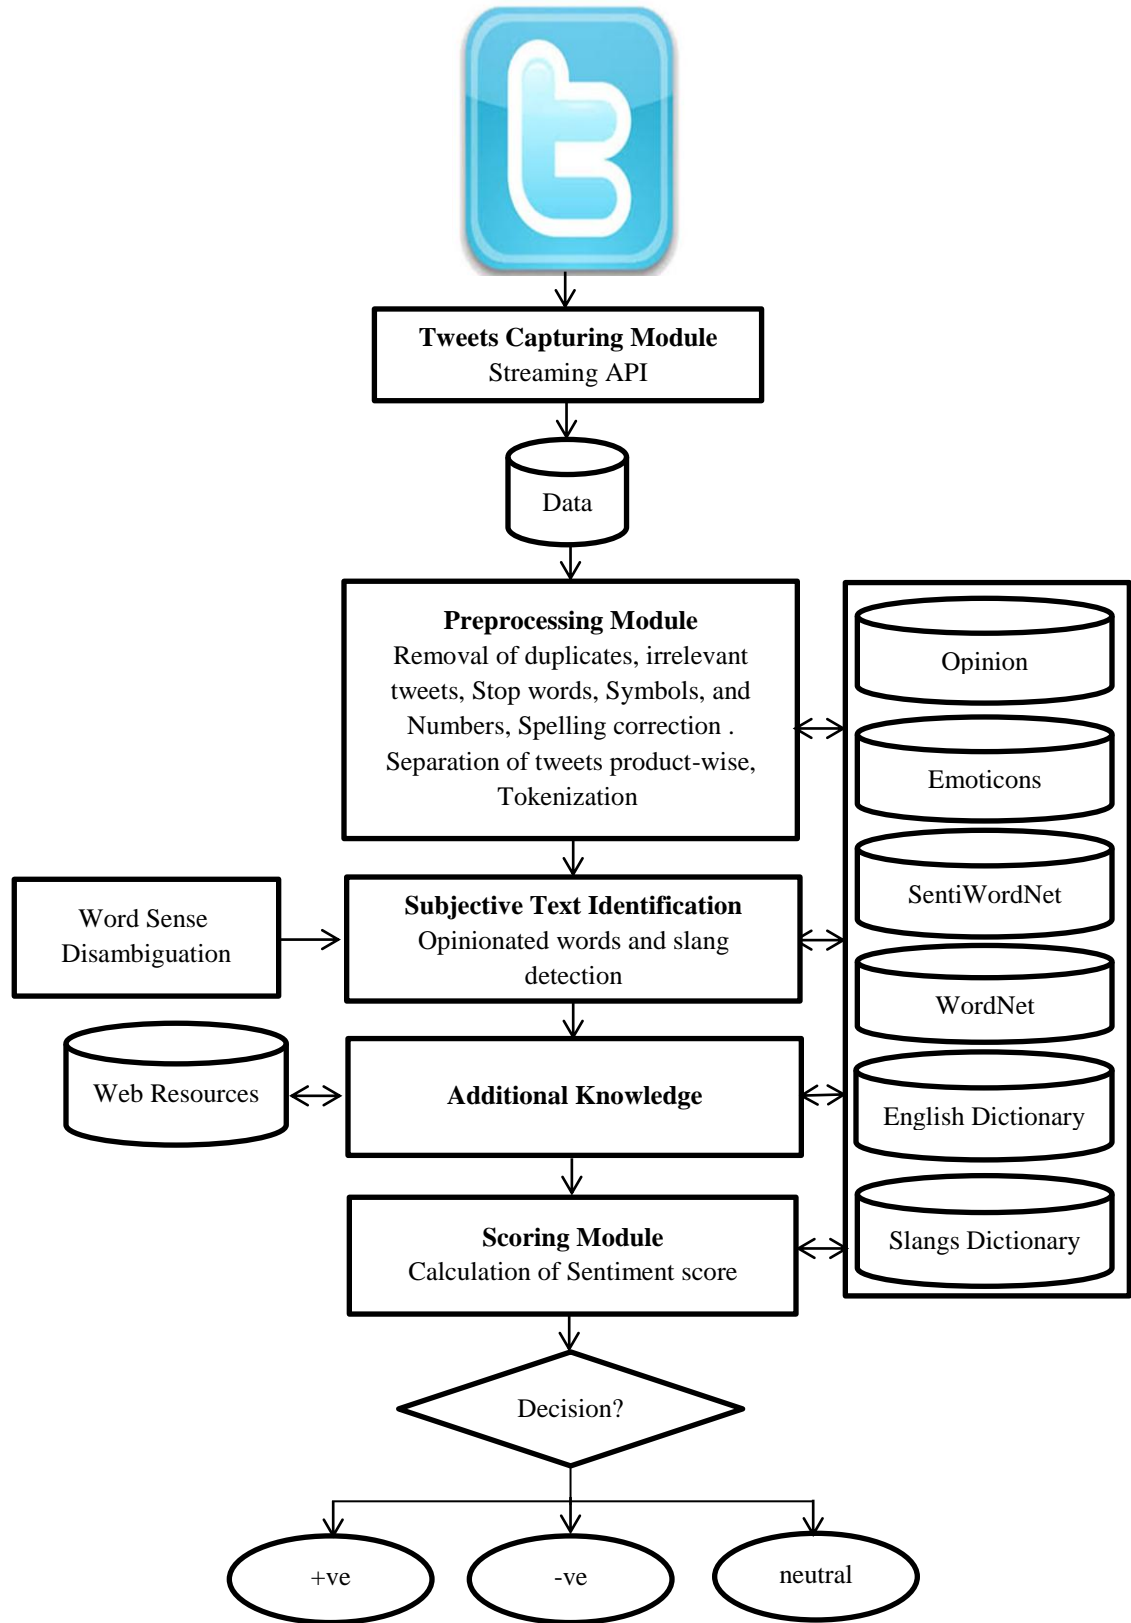 Tweets Capturing Module
Streaming API
Data
Preprocessing Module
Removal of duplicates, irrelevant
tweets, Stop words, Symbols, and
Numbers, Spelling correction .
Separation of tweets product-wise,
Tokenization
Opinion
Emoticons
SentiWordNet
WordNet
English Dictionary
Slangs Dictionary
Word Sense
Disambiguation
Subjective Text Identification
Opinionated words and slang
detection
Web Resources
Additional Knowledge
Scoring Module
Calculation of Sentiment score
Decision?
+ve
-ve
neutral